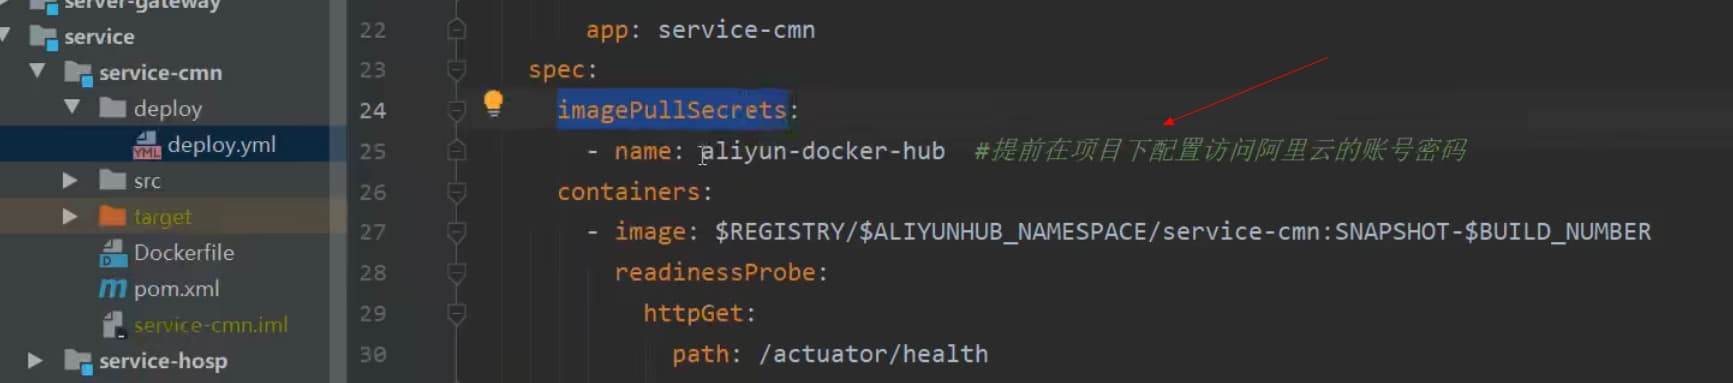 server-gateway
service
service-cmn
deploy
deploy.yml
src
target
Dockerfile
pom.xml
service-cmn.iml
service-hosp
22 app: service-cmn
23 spec:
24 imagePullSecrets:
25 - name: aliyun-docker-hub #提前在项目下配置访问阿里云的账号密码
26 containers:
27 - image: $REGISTRY/$ALIYUNHUB_NAMESPACE/service-cmn:SNAPSHOT-$BUILD_NUMBER
28 readinessProbe:
29 httpGet:
30 path: /actuator/health